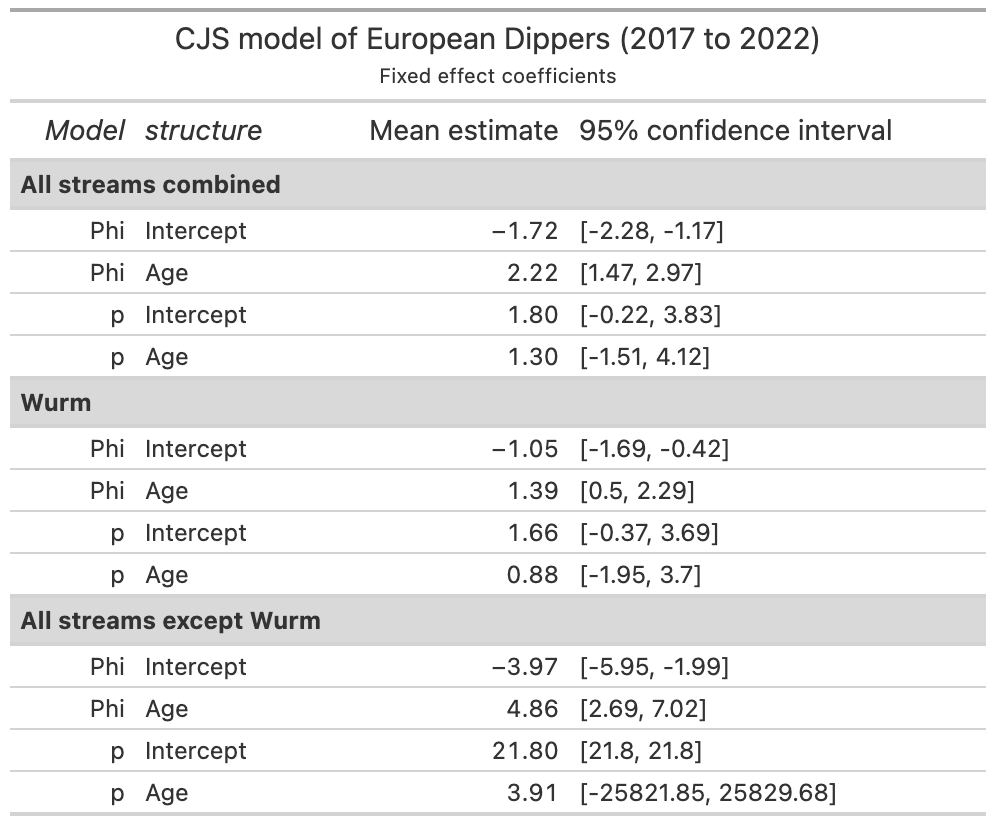 CJS model of European Dippers (2017 to 2022)
Fixed effect coefficients
Model structure Mean estimate 95% confidence interval
All streams combined
Phi Intercept −1.72 [-2.28, -1.17]
Phi Age 2.22 [1.47, 2.97]
p Intercept 1.80 [-0.22, 3.83]
p Age 1.30 [-1.51, 4.12]
Wurm
Phi Intercept −1.05 [-1.69, -0.42]
Phi Age 1.39 [0.5, 2.29]
p Intercept 1.66 [-0.37, 3.69]
p Age 0.88 [-1.95, 3.7]
All streams except Wurm
Phi Intercept −3.97 [-5.95, -1.99]
Phi Age 4.86 [2.69, 7.02]
p Intercept 21.80 [21.8, 21.8]
p Age 3.91 [-25821.85, 25829.68]